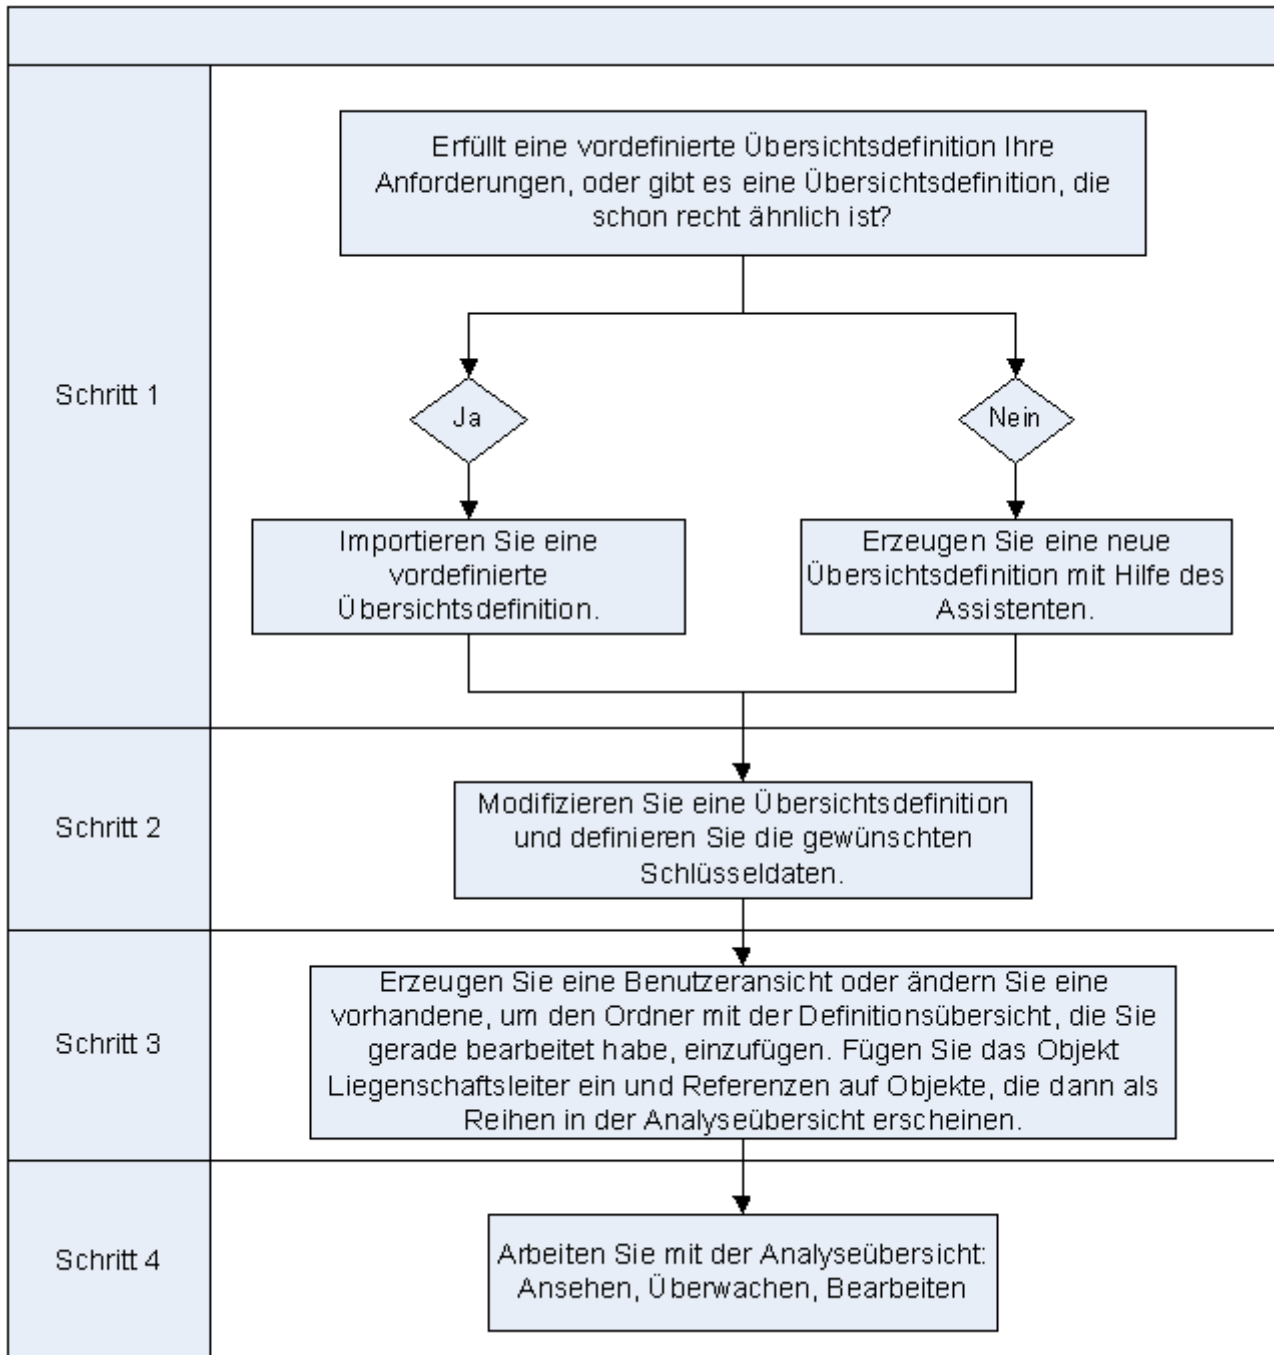 Schritt 1
Erfüllt eine vordefinierte Übersichtsdefinition Ihre
Anforderungen, oder gibt es eine Übersichtsdefinition, die
schon recht ähnlich ist?
Ja
Nein
Importieren Sie eine
vordefinierte
Übersichtsdefinition.
Erzeugen Sie eine neue
Übersichtsdefinition mit Hilfe des
Assistenten.
Schritt 2
Modifizieren Sie eine Übersichtsdefinition
und definieren Sie die gewünschten
Schlüsseldaten.
Schritt 3
Erzeugen Sie eine Benutzeransicht oder ändern Sie eine
vorhandene, um den Ordner mit der Definitionsübersicht, die Sie
gerade bearbeitet habe, einzufügen. Fügen Sie das Objekt
Liegenschaftsleiter ein und Referenzen auf Objekte, die dann als
Reihen in der Analyseübersicht erscheinen.
Schritt 4
Arbeiten Sie mit der Analyseübersicht:
Ansehen, Überwachen, Bearbeiten